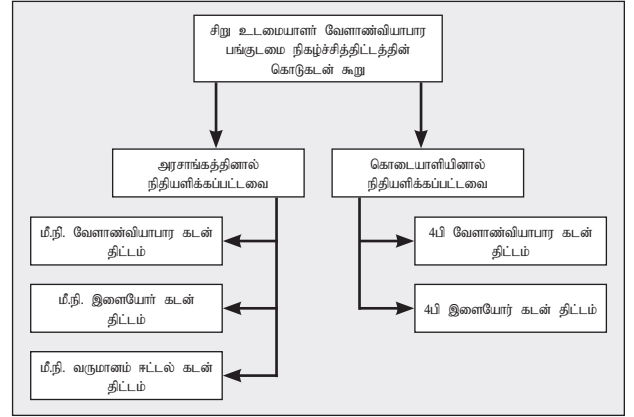 சிறு உடமையாளர் வேளாண்வியாபார
பங்குடமை நிகழ்ச்சித்திட்டத்தின்
கொடுகடன் கூறு
அரசாங்கத்தினால்
நிதியளிக்கப்பட்டவை
கொடையாளியினால்
நிதியளிக்கப்பட்டவை
மீ.நி. வேளாண்வியாபார கடன்
திட்டம்
4பி வேளாண்வியாபார கடன்
திட்டம்
மீ.நி. இளையோர் கடன்
திட்டம்
4பி இளையோர் கடன் திட்டம்
மீ.நி. வருமானம் ஈட்டல் கடன்
திட்டம்